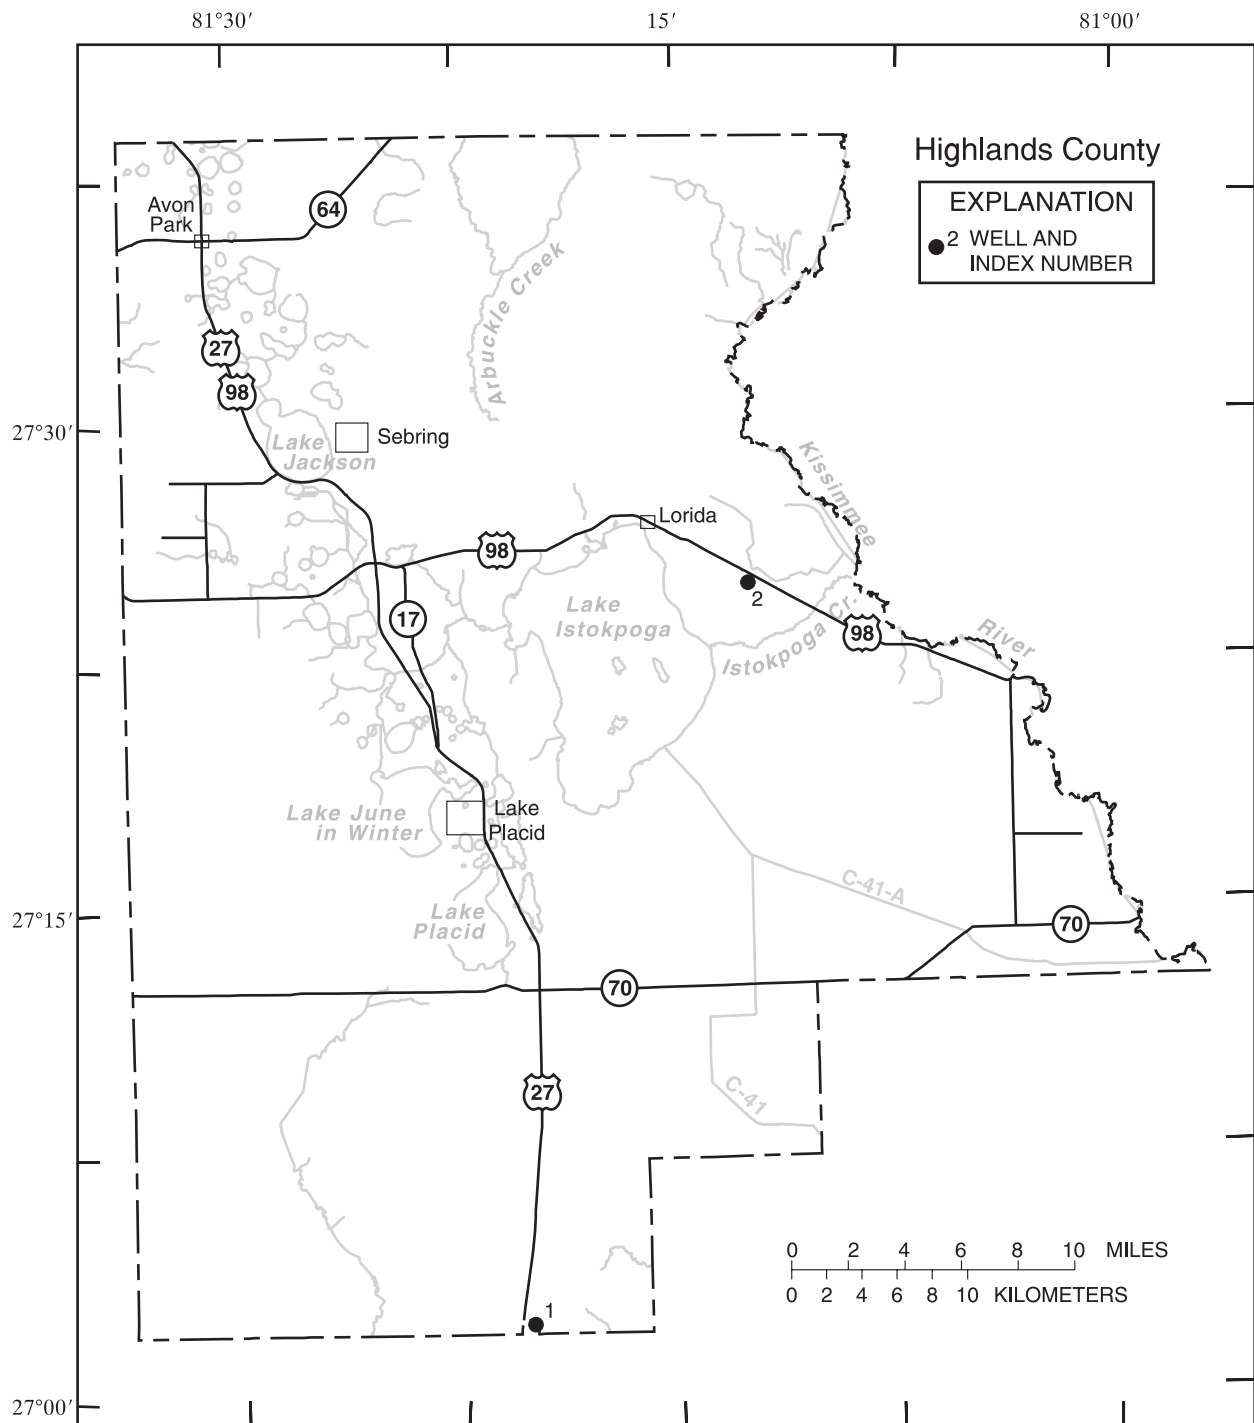 81°30′
15′
81°00′
Highlands County
EXPLANATION
2 WELL AND
INDEX NUMBER
Avon
Park
64
Arbuckle Creek
27
98
27°30′
Lake
Jackson
Sebring
Kissimmee
Lorida
98
2
17
Lake
Istokpoga
Istokpoga Cr.
98
River
Lake June
in Winter
Lake
Placid
C-41-A
27°15′
Lake
Placid
70
70
27
C-41
0 2 4 6 8 10 MILES
0 2 4 6 8 10 KILOMETERS
1
27°00′